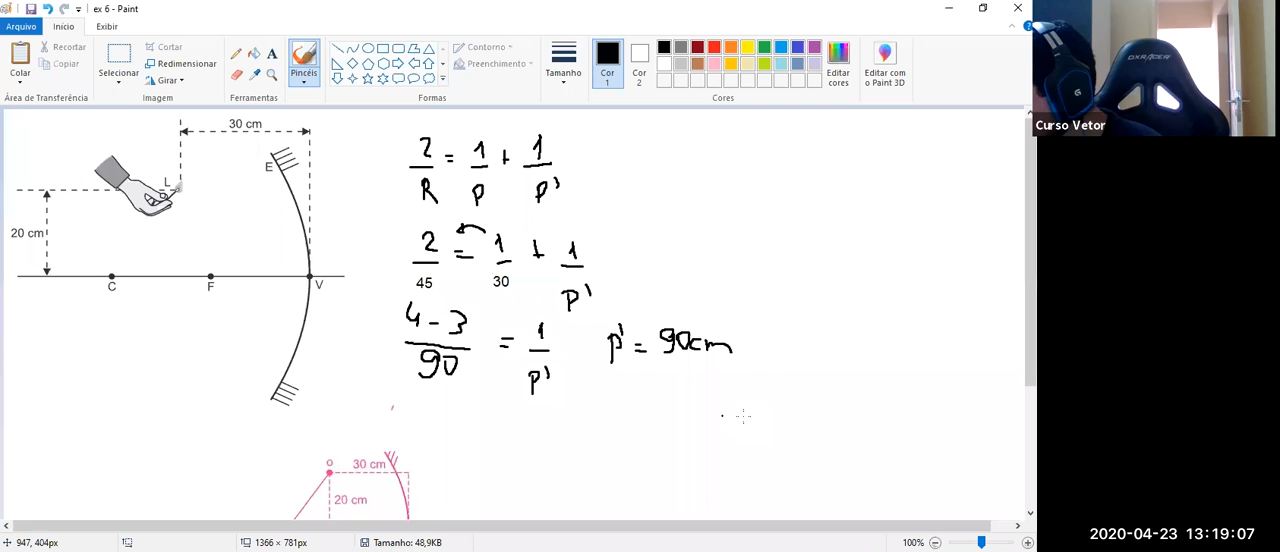 ex 6 - Paint
Arquivo Início Exibir
Colar
Recortar
Copiar
Área de Transferência
Selecionar
Cortar
Redimensionar
Girar
Imagem
A
Ferramentas
Pincéis
Contorno
Preenchimento
Formas
Tamanho
Cor 1
Cor 2
Editar cores
Editar com o Paint 3D
Cores
DXRACER
Curso Vetor
30 cm
L
E
20 cm
C F V
2/R = 1/p + 1/p'
2/45 = 1/30 + 1/p'
4 - 3/90 = 1/p' p' = 90cm
o
30 cm
20 cm
947, 404px
1366 × 781px
Tamanho: 48,9KB
100%
2020-04-23 13:19:07